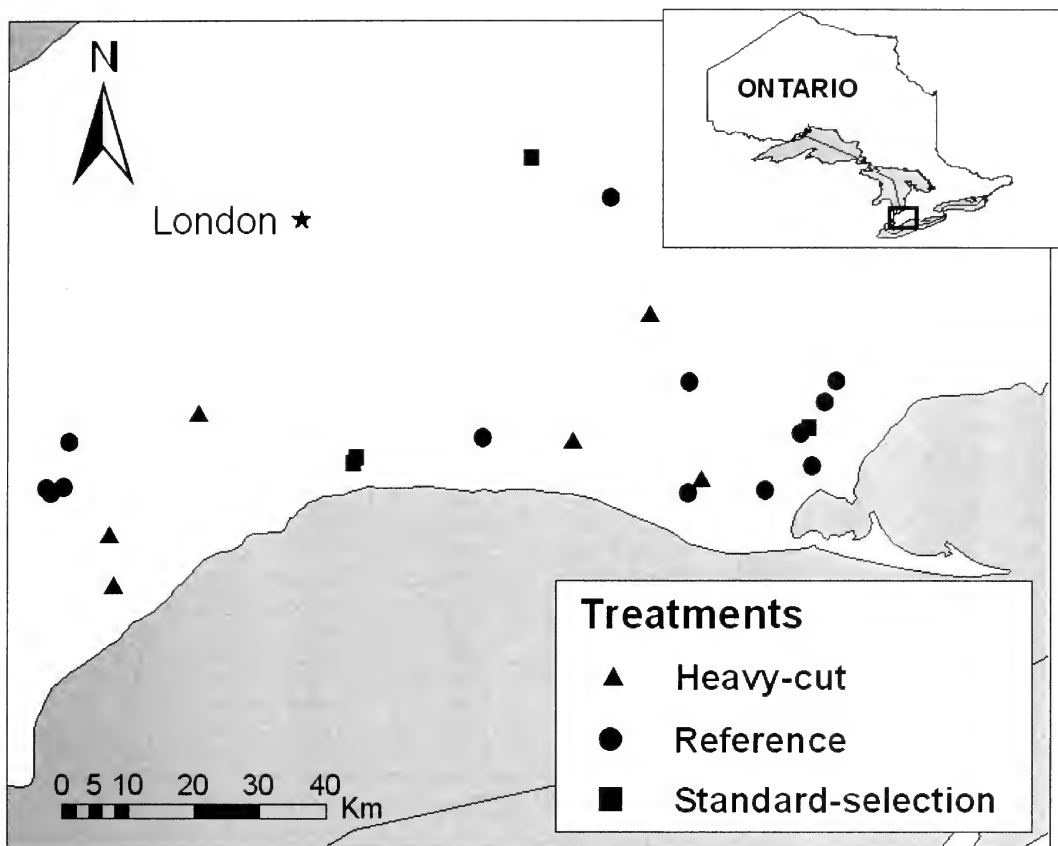 N
ONTARIO
London
Treatments
Heavy-cut
Reference
Standard-selection
0 5 10 20 30 40
Km